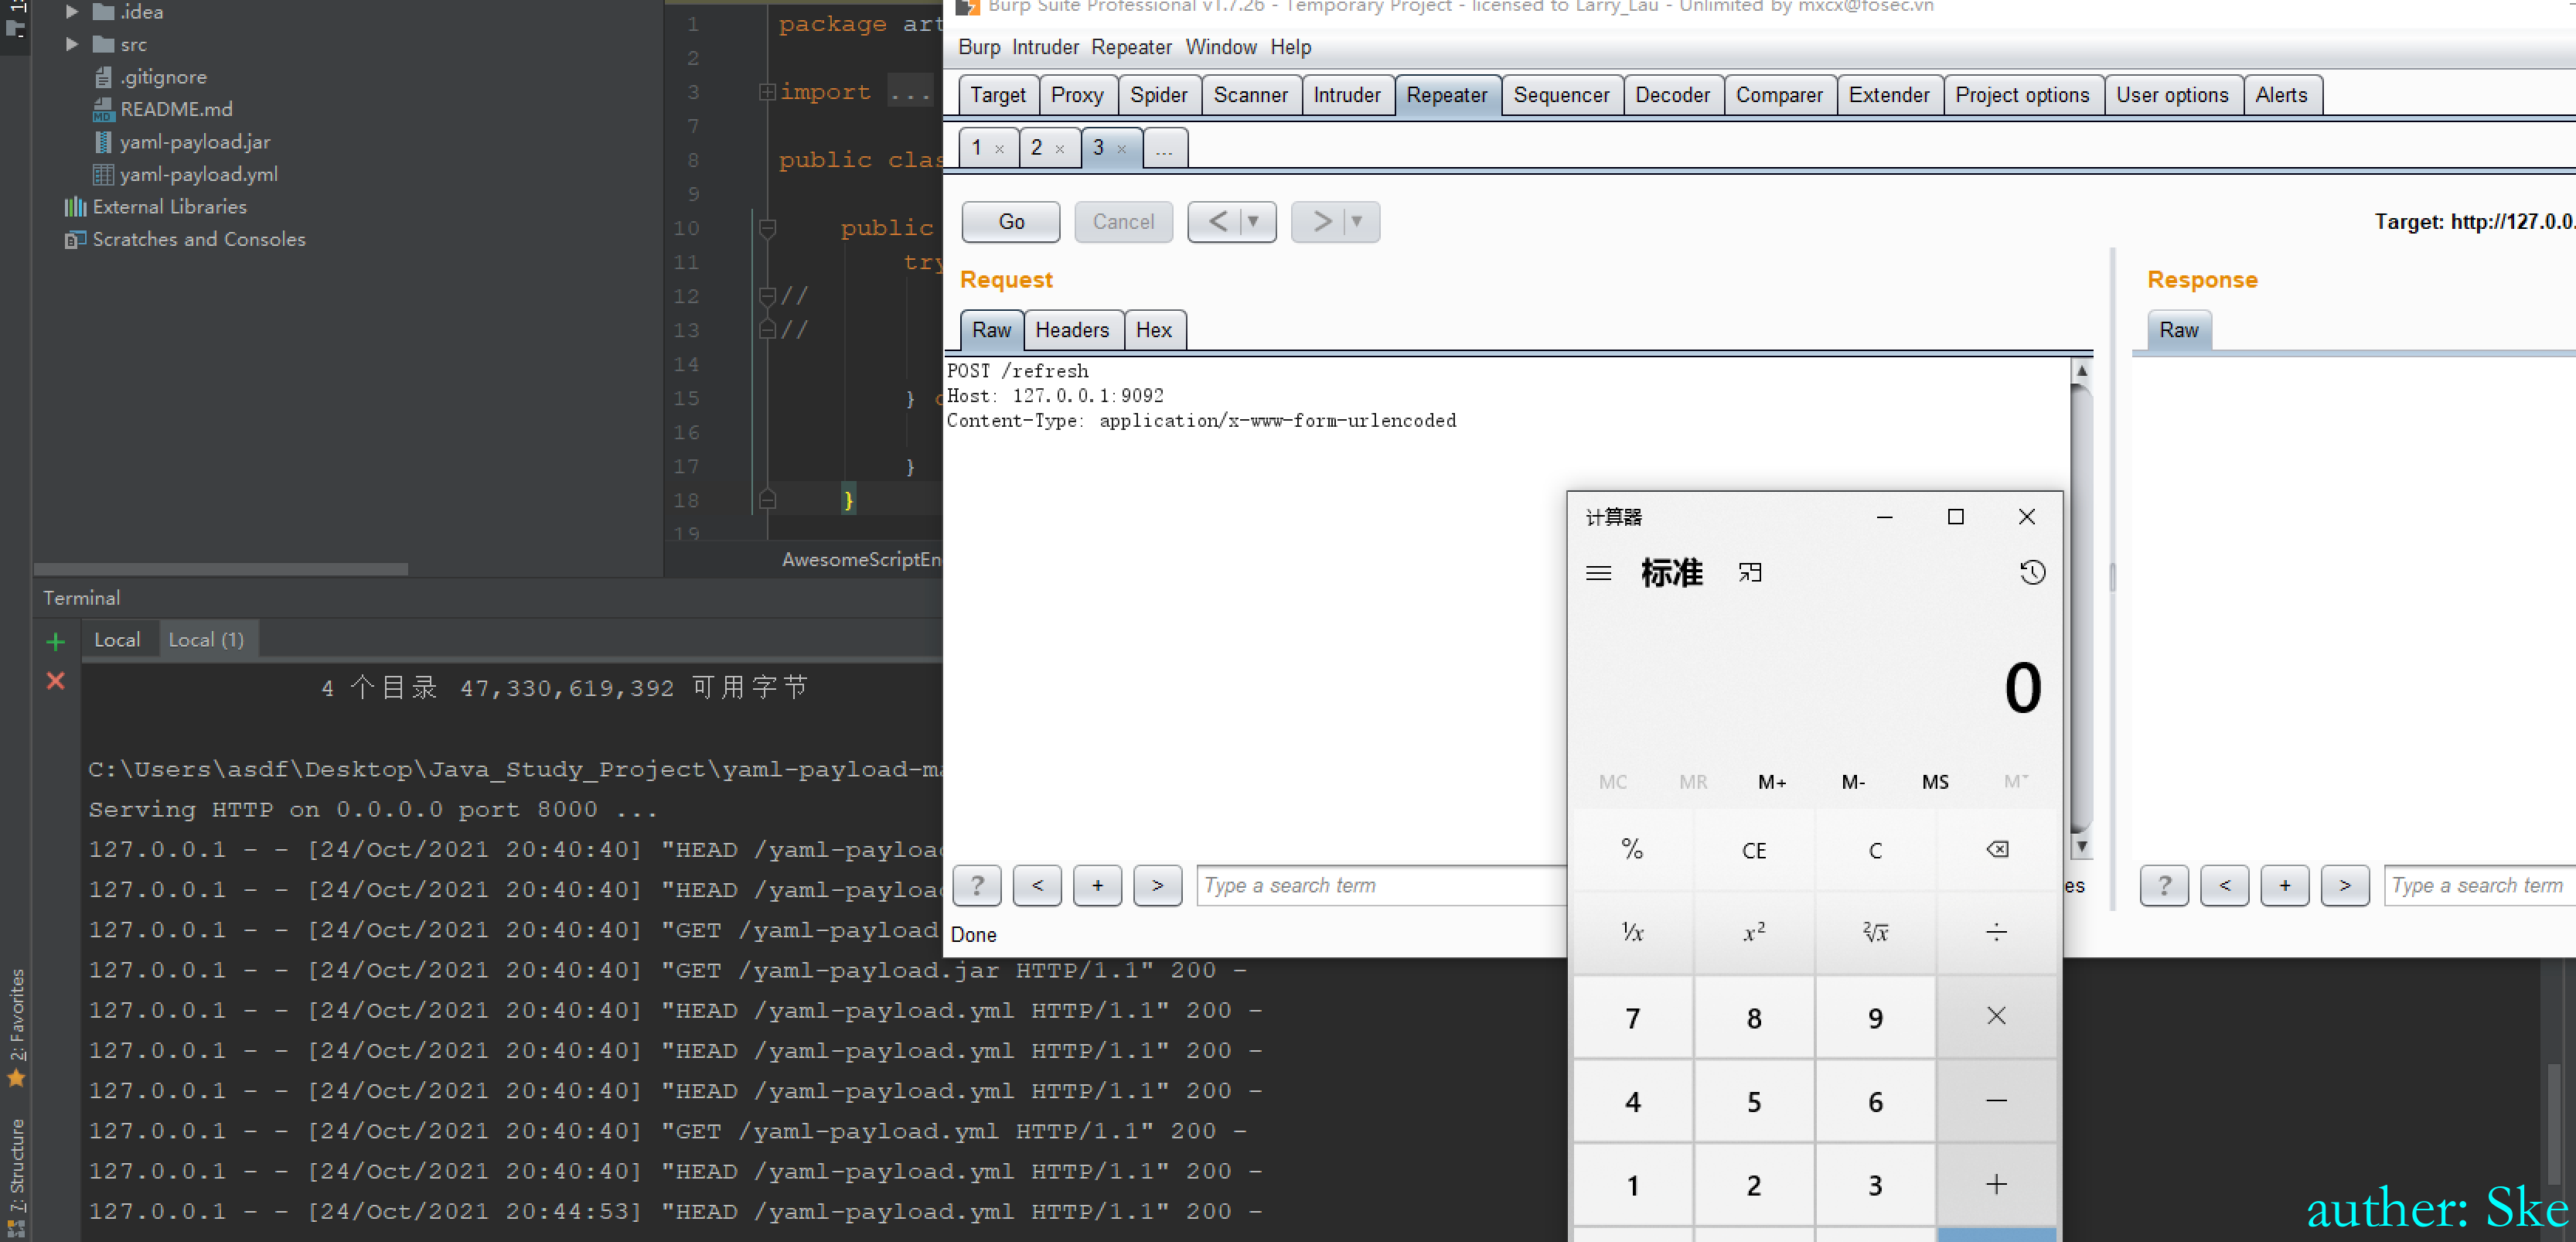 .idea
src
.gitignore
README.md
yaml-payload.jar
yaml-payload.yml
External Libraries
Scratches and Consoles
1
2
3
7
8
9
10
11
12
13
14
15
16
17
18
19
package art
import ...
public clas
public
try
//
//
}
}
}
AwesomeScriptEn
Burp Suite Professional v1.7.26 - Temporary Project - licensed to Larry_Lau - Unlimited by mxcx@fosec.vn
Burp Intruder Repeater Window Help
Target Proxy Spider Scanner Intruder Repeater Sequencer Decoder Comparer Extender Project options User options Alerts
1 × 2 × 3 × ...
Go Cancel < ▼ > ▼
Target: http://127.0.0.
Request
Raw Headers Hex
POST /refresh
Host: 127.0.0.1:9092
Content-Type: application/x-www-form-urlencoded
Response
Raw
? < + > Type a search term
es
? < + > Type a search term
Done
计算器
标准
0
MC MR M+ M- MS M˅
% CE C
¹/x x² ²√x ÷
7 8 9 ×
4 5 6 −
1 2 3 +
Terminal
Local Local (1)
4 个目录 47,330,619,392 可用字节
C:\Users\asdf\Desktop\Java_Study_Project\yaml-payload-ma
Serving HTTP on 0.0.0.0 port 8000 ...
127.0.0.1 - - [24/Oct/2021 20:40:40] "HEAD /yaml-payload
127.0.0.1 - - [24/Oct/2021 20:40:40] "HEAD /yaml-payload
127.0.0.1 - - [24/Oct/2021 20:40:40] "GET /yaml-payload
127.0.0.1 - - [24/Oct/2021 20:40:40] "GET /yaml-payload.jar HTTP/1.1" 200 -
127.0.0.1 - - [24/Oct/2021 20:40:40] "HEAD /yaml-payload.yml HTTP/1.1" 200 -
127.0.0.1 - - [24/Oct/2021 20:40:40] "HEAD /yaml-payload.yml HTTP/1.1" 200 -
127.0.0.1 - - [24/Oct/2021 20:40:40] "HEAD /yaml-payload.yml HTTP/1.1" 200 -
127.0.0.1 - - [24/Oct/2021 20:40:40] "GET /yaml-payload.yml HTTP/1.1" 200 -
127.0.0.1 - - [24/Oct/2021 20:40:40] "HEAD /yaml-payload.yml HTTP/1.1" 200 -
127.0.0.1 - - [24/Oct/2021 20:44:53] "HEAD /yaml-payload.yml HTTP/1.1" 200 -
2: Favorites
7: Structure
auther: Ske